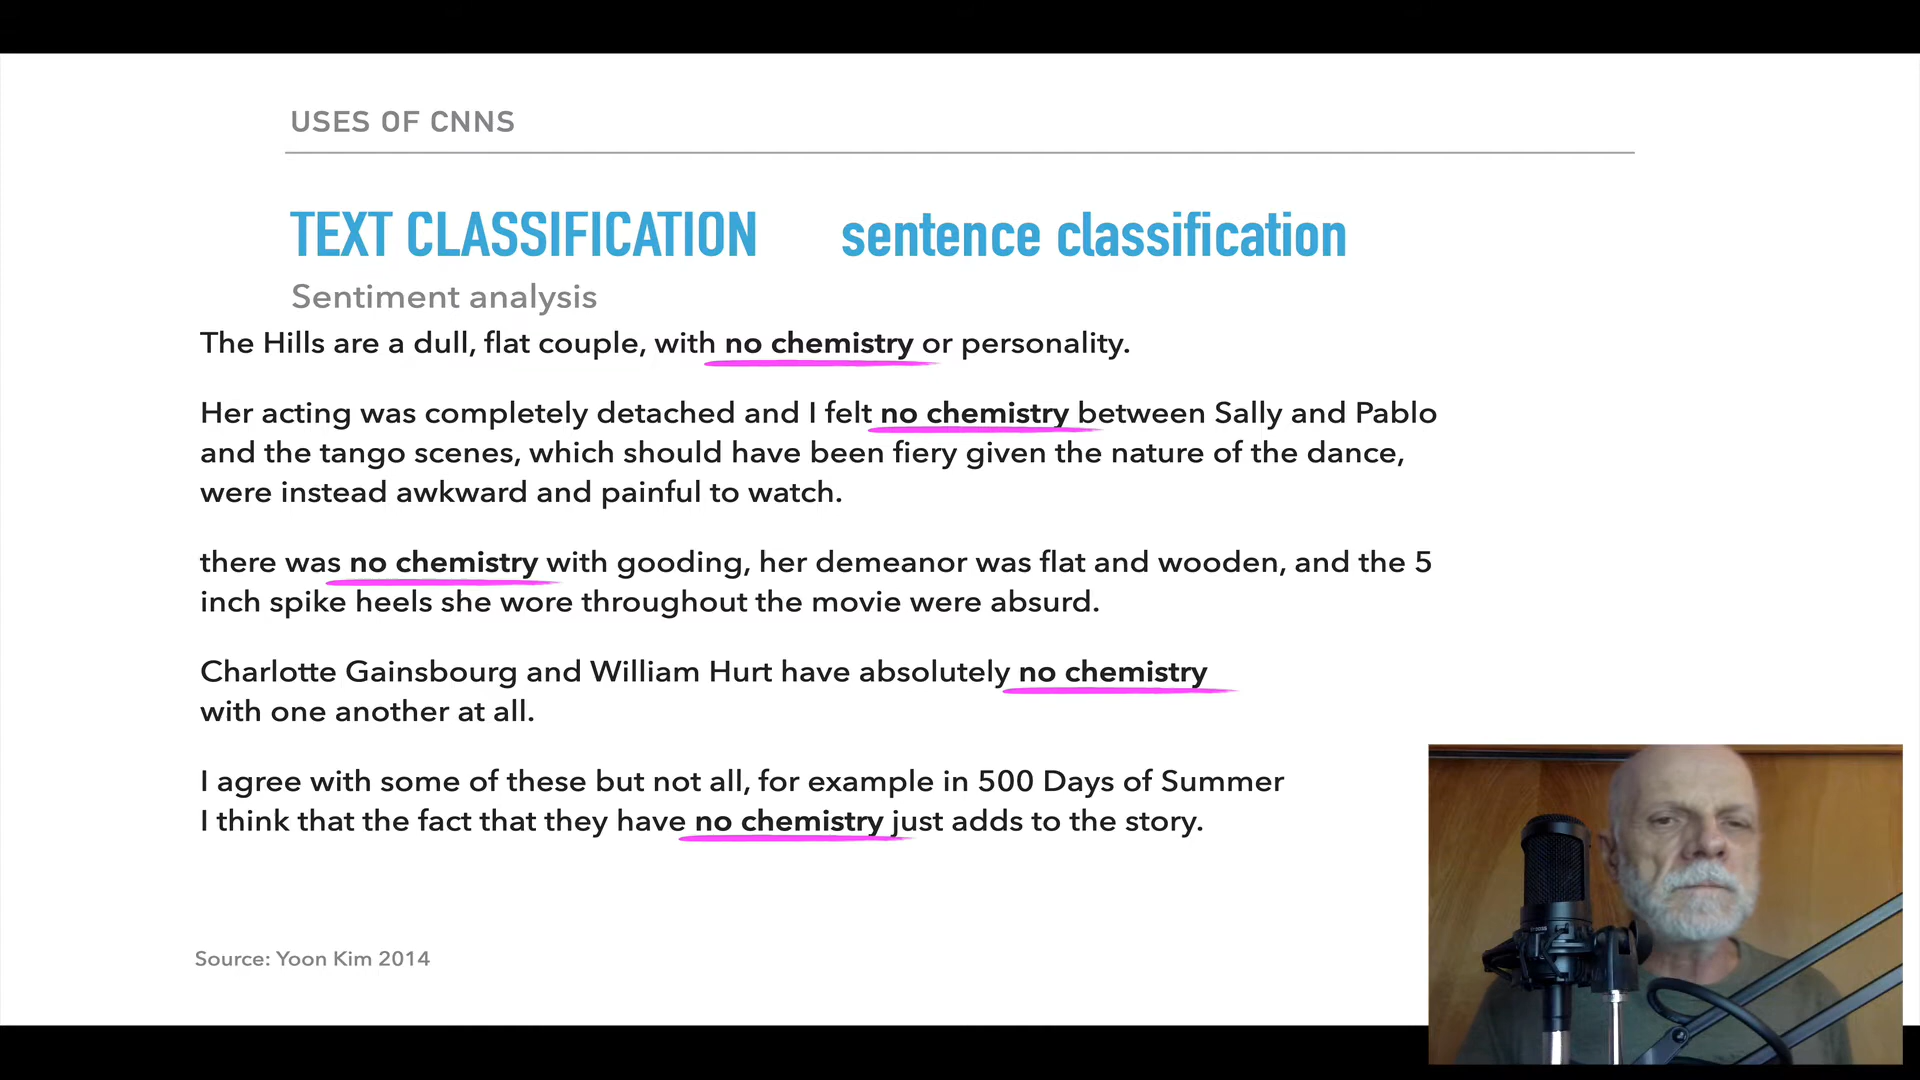 USES OF CNNS
TEXT CLASSIFICATION sentence classification
Sentiment analysis
The Hills are a dull, flat couple, with no chemistry or personality.
Her acting was completely detached and I felt no chemistry between Sally and Pablo
and the tango scenes, which should have been fiery given the nature of the dance,
were instead awkward and painful to watch.
there was no chemistry with gooding, her demeanor was flat and wooden, and the 5
inch spike heels she wore throughout the movie were absurd.
Charlotte Gainsbourg and William Hurt have absolutely no chemistry
with one another at all.
I agree with some of these but not all, for example in 500 Days of Summer
I think that the fact that they have no chemistry just adds to the story.
Source: Yoon Kim 2014